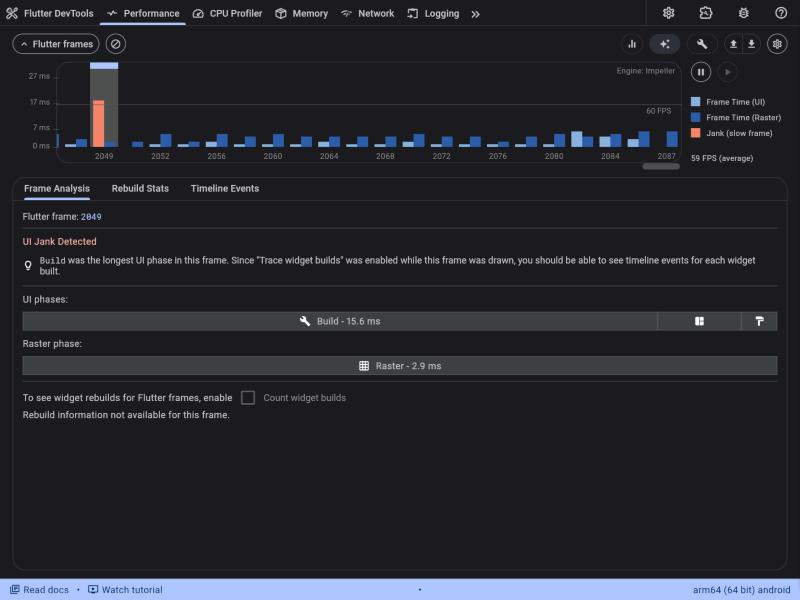 Flutter DevTools Performance CPU Profiler Memory Network Logging
Flutter frames
Engine: Impeller
27 ms
17 ms
7 ms
0 ms
60 FPS
2049 2052 2056 2060 2064 2068 2072 2076 2080 2084 2087
Frame Time (UI)
Frame Time (Raster)
Jank (slow frame)
59 FPS (average)
Frame Analysis Rebuild Stats Timeline Events
Flutter frame: 2049
UI Jank Detected
Build was the longest UI phase in this frame. Since "Trace widget builds" was enabled while this frame was drawn, you should be able to see timeline events for each widget
built.
UI phases:
Build - 15.6 ms
Raster phase:
Raster - 2.9 ms
To see widget rebuilds for Flutter frames, enable Count widget builds
Rebuild information not available for this frame.
Read docs • Watch tutorial • arm64 (64 bit) android